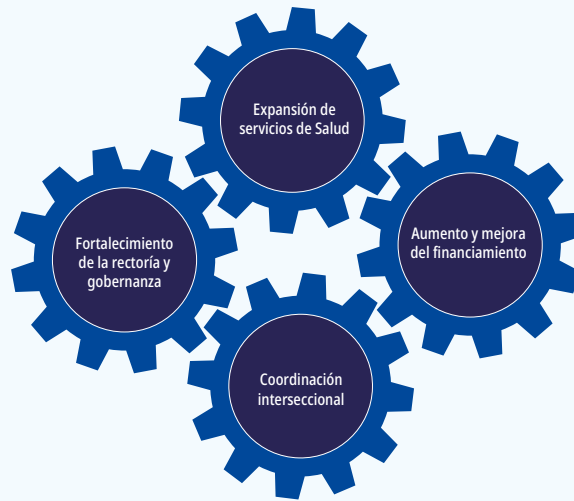 Expansión de
servicios de Salud
Fortalecimiento
de la rectoría y
gobernanza
Aumento y mejora
del financiamiento
Coordinación
interseccional